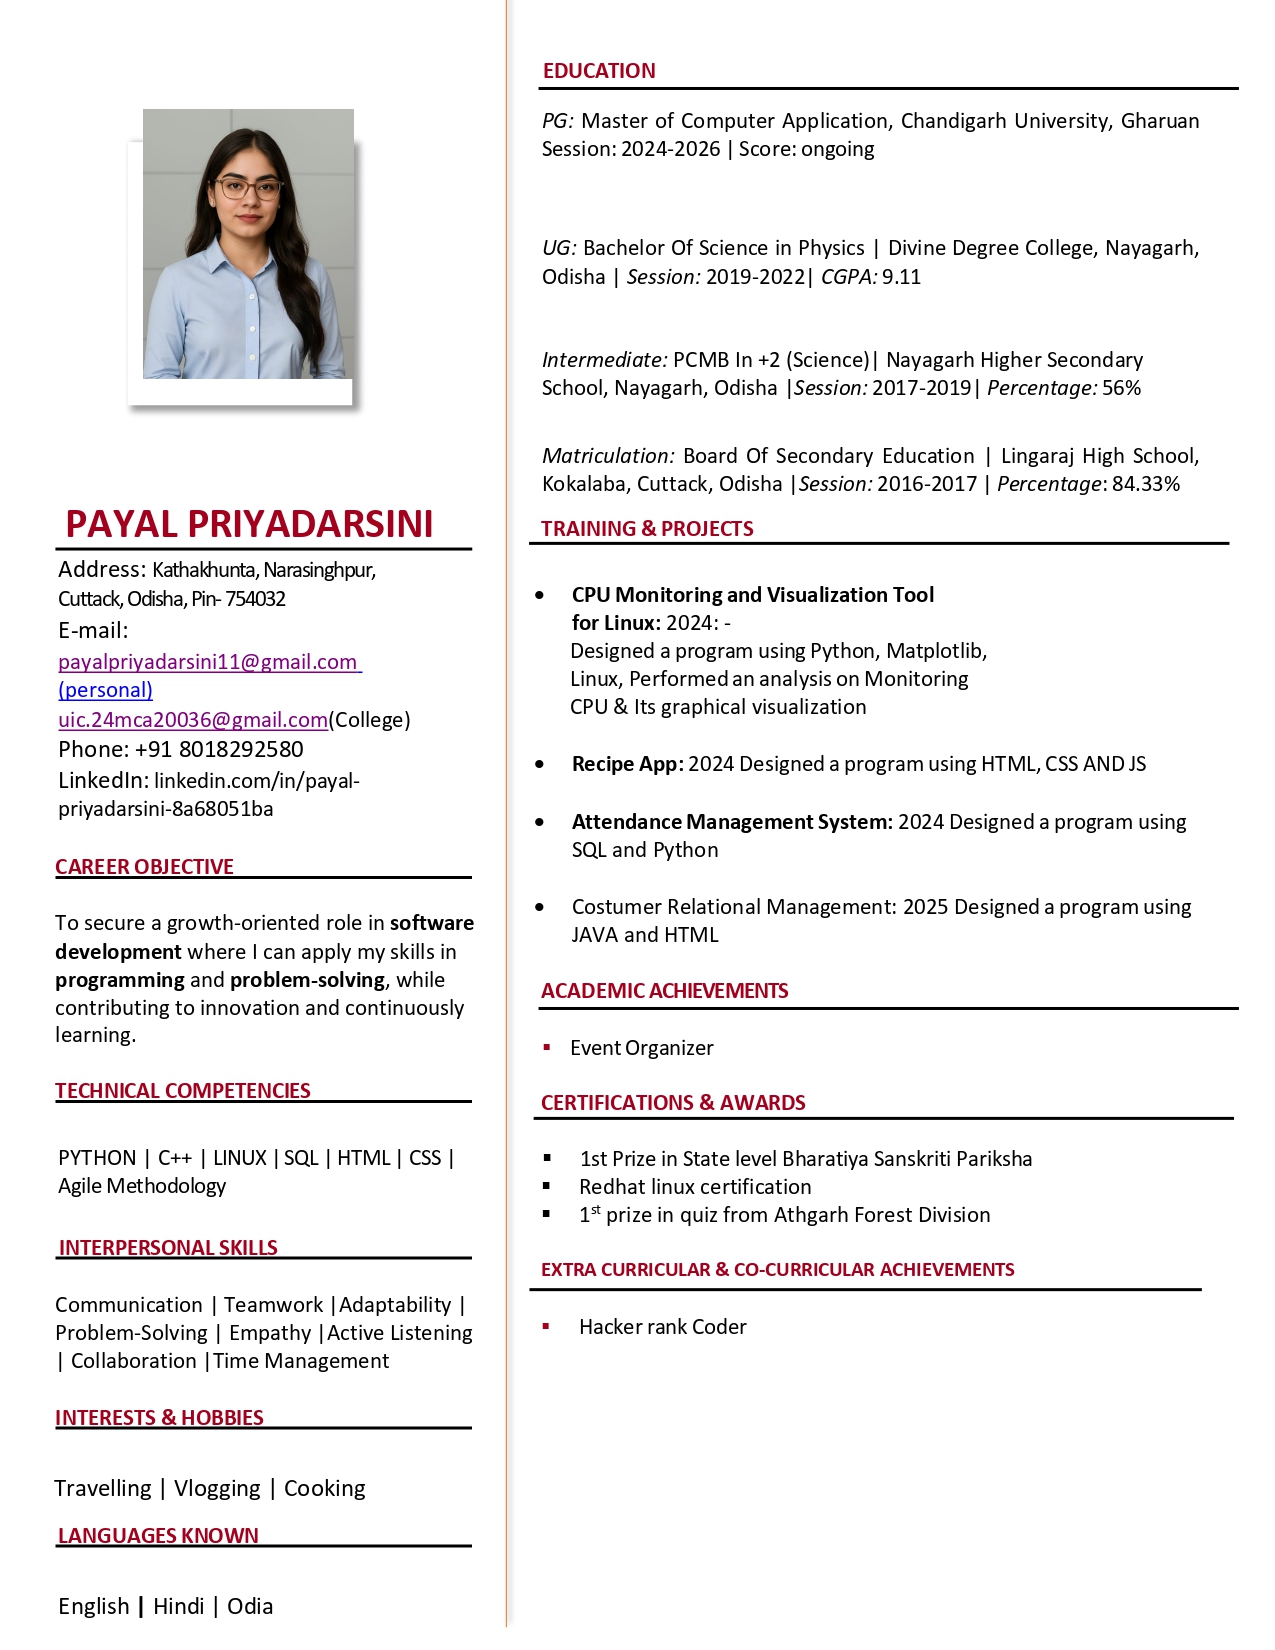 PAYAL PRIYADARSINI
Address: Kathakhunta, Narasinghpur,
Cuttack, Odisha, Pin- 754032
E-mail:
payalpriyadarsini11@gmail.com
(personal)
uic.24mca20036@gmail.com(College)
Phone: +91 8018292580
LinkedIn: linkedin.com/in/payal-
priyadarsini-8a68051ba
CAREER OBJECTIVE
To secure a growth-oriented role in software
development where I can apply my skills in
programming and problem-solving, while
contributing to innovation and continuously
learning.
TECHNICAL COMPETENCIES
PYTHON | C++ | LINUX | SQL | HTML | CSS |
Agile Methodology
INTERPERSONAL SKILLS
Communication | Teamwork |Adaptability |
Problem-Solving | Empathy |Active Listening
| Collaboration |Time Management
INTERESTS & HOBBIES
Travelling | Vlogging | Cooking
LANGUAGES KNOWN
English | Hindi | Odia
EDUCATION
PG: Master of Computer Application, Chandigarh University, Gharuan
Session: 2024-2026 | Score: ongoing
UG: Bachelor Of Science in Physics | Divine Degree College, Nayagarh,
Odisha | Session: 2019-2022| CGPA: 9.11
Intermediate: PCMB In +2 (Science)| Nayagarh Higher Secondary
School, Nayagarh, Odisha |Session: 2017-2019| Percentage: 56%
Matriculation: Board Of Secondary Education | Lingaraj High School,
Kokalaba, Cuttack, Odisha |Session: 2016-2017 | Percentage: 84.33%
TRAINING & PROJECTS
• CPU Monitoring and Visualization Tool
for Linux: 2024: -
Designed a program using Python, Matplotlib,
Linux, Performed an analysis on Monitoring
CPU & Its graphical visualization
• Recipe App: 2024 Designed a program using HTML, CSS AND JS
• Attendance Management System: 2024 Designed a program using
SQL and Python
• Costumer Relational Management: 2025 Designed a program using
JAVA and HTML
ACADEMIC ACHIEVEMENTS
▪ Event Organizer
CERTIFICATIONS & AWARDS
▪ 1st Prize in State level Bharatiya Sanskriti Pariksha
▪ Redhat linux certification
▪ 1st prize in quiz from Athgarh Forest Division
EXTRA CURRICULAR & CO-CURRICULAR ACHIEVEMENTS
▪ Hacker rank Coder